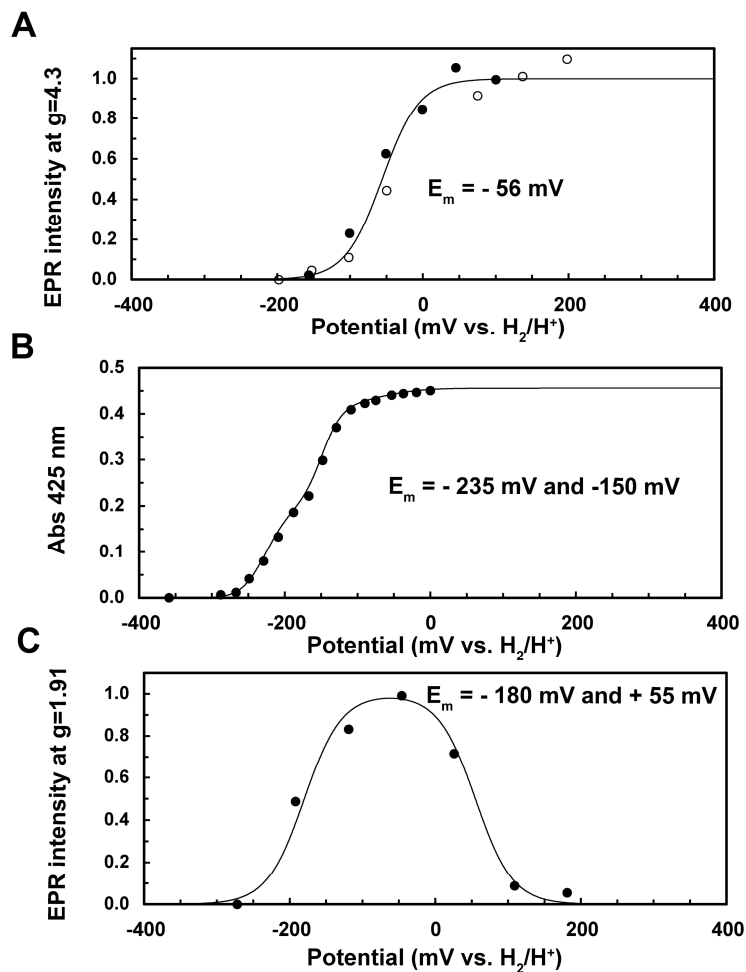 A
EPR intensity at g=4.3
1.0
0.8
0.6
0.4
0.2
0.0
E_m = - 56 mV
-400 -200 0 200 400
Potential (mV vs. H₂/H⁺)
B
Abs 425 nm
0.5
0.4
0.3
0.2
0.1
0.0
E_m = - 235 mV and -150 mV
-400 -200 0 200 400
Potential (mV vs. H₂/H⁺)
C
EPR intensity at g=1.91
1.0
0.8
0.6
0.4
0.2
0.0
E_m = - 180 mV and + 55 mV
-400 -200 0 200 400
Potential (mV vs. H₂/H⁺)